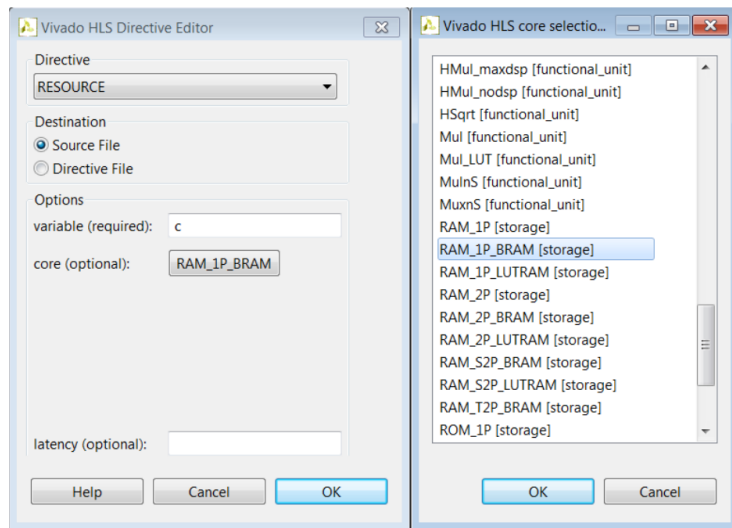 Vivado HLS Directive Editor
Directive
RESOURCE
Destination
Source File
Directive File
Options
variable (required): c
core (optional): RAM_1P_BRAM
latency (optional):
Help Cancel OK
Vivado HLS core selectio...
HMul_maxdsp [functional_unit]
HMul_nodsp [functional_unit]
HSqrt [functional_unit]
Mul [functional_unit]
Mul_LUT [functional_unit]
MulnS [functional_unit]
MuxnS [functional_unit]
RAM_1P [storage]
RAM_1P_BRAM [storage]
RAM_1P_LUTRAM [storage]
RAM_2P [storage]
RAM_2P_BRAM [storage]
RAM_2P_LUTRAM [storage]
RAM_S2P_BRAM [storage]
RAM_S2P_LUTRAM [storage]
RAM_T2P_BRAM [storage]
ROM_1P [storage]
OK Cancel